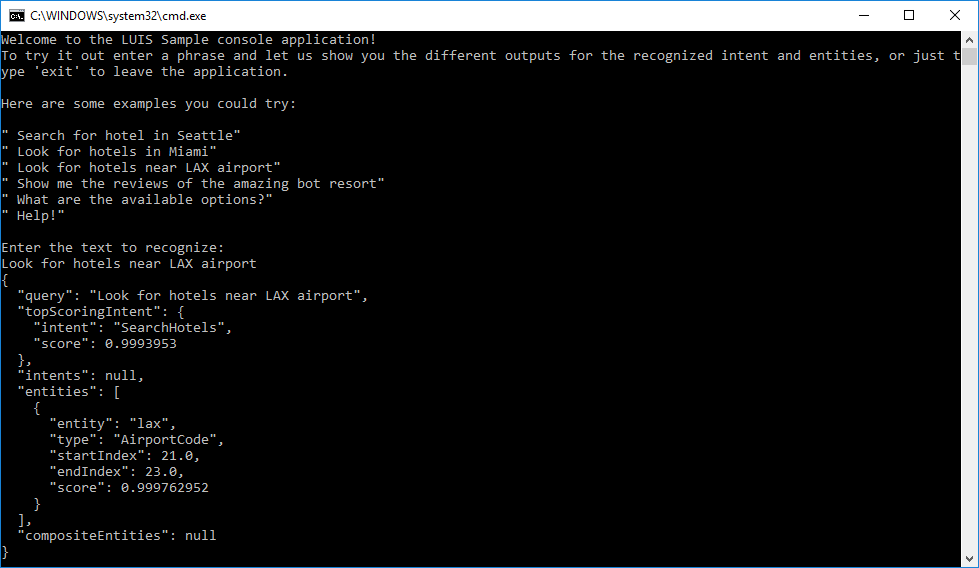 C:\WINDOWS\system32\cmd.exe
Welcome to the LUIS Sample console application!
To try it out enter a phrase and let us show you the different outputs for the recognized intent and entities, or just t
ype 'exit' to leave the application.

Here are some examples you could try:

" Search for hotel in Seattle"
" Look for hotels in Miami"
" Look for hotels near LAX airport"
" Show me the reviews of the amazing bot resort"
" What are the available options?"
" Help!"

Enter the text to recognize:
Look for hotels near LAX airport
{
  "query": "Look for hotels near LAX airport",
  "topScoringIntent": {
    "intent": "SearchHotels",
    "score": 0.9993953
  },
  "intents": null,
  "entities": [
    {
      "entity": "lax",
      "type": "AirportCode",
      "startIndex": 21.0,
      "endIndex": 23.0,
      "score": 0.999762952
    }
  ],
  "compositeEntities": null
}